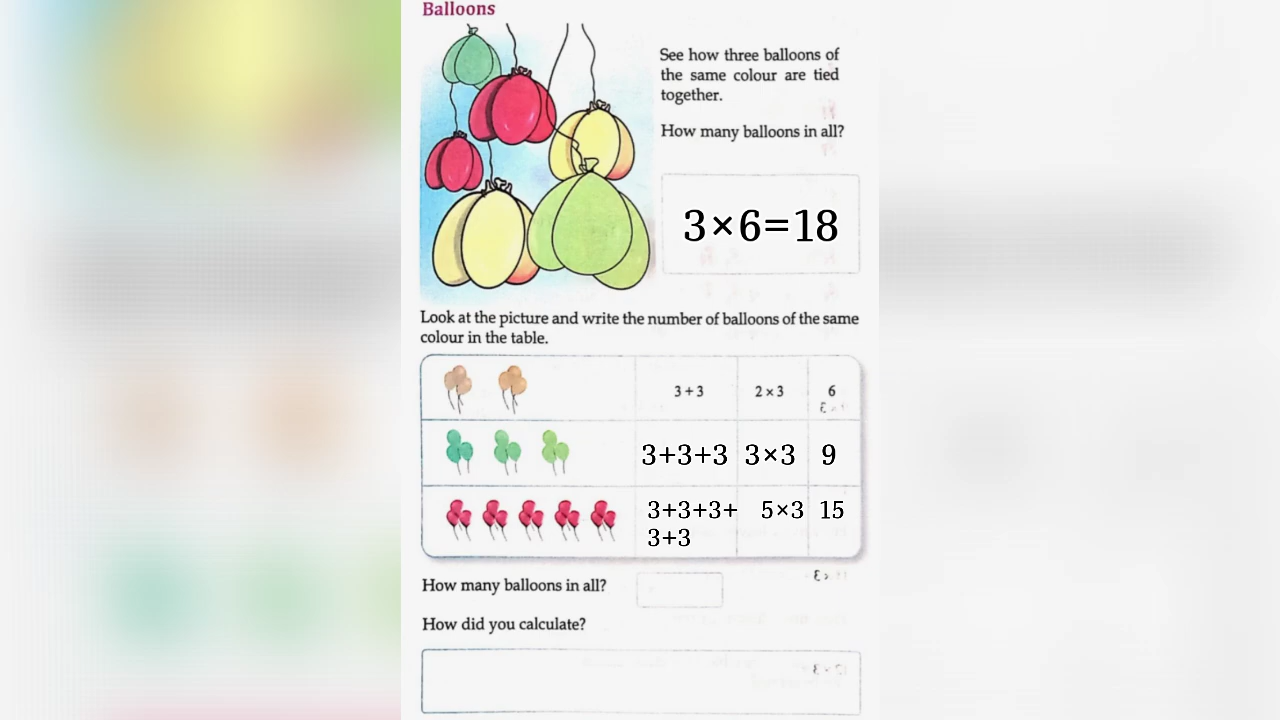 Balloons
See how three balloons of
the same colour are tied
together.
How many balloons in all?
3×6=18
Look at the picture and write the number of balloons of the same
colour in the table.
3 + 3 2 x 3 6
3+3+3 3×3 9
3+3+3+ 5×3 15
3+3
How many balloons in all?
How did you calculate?